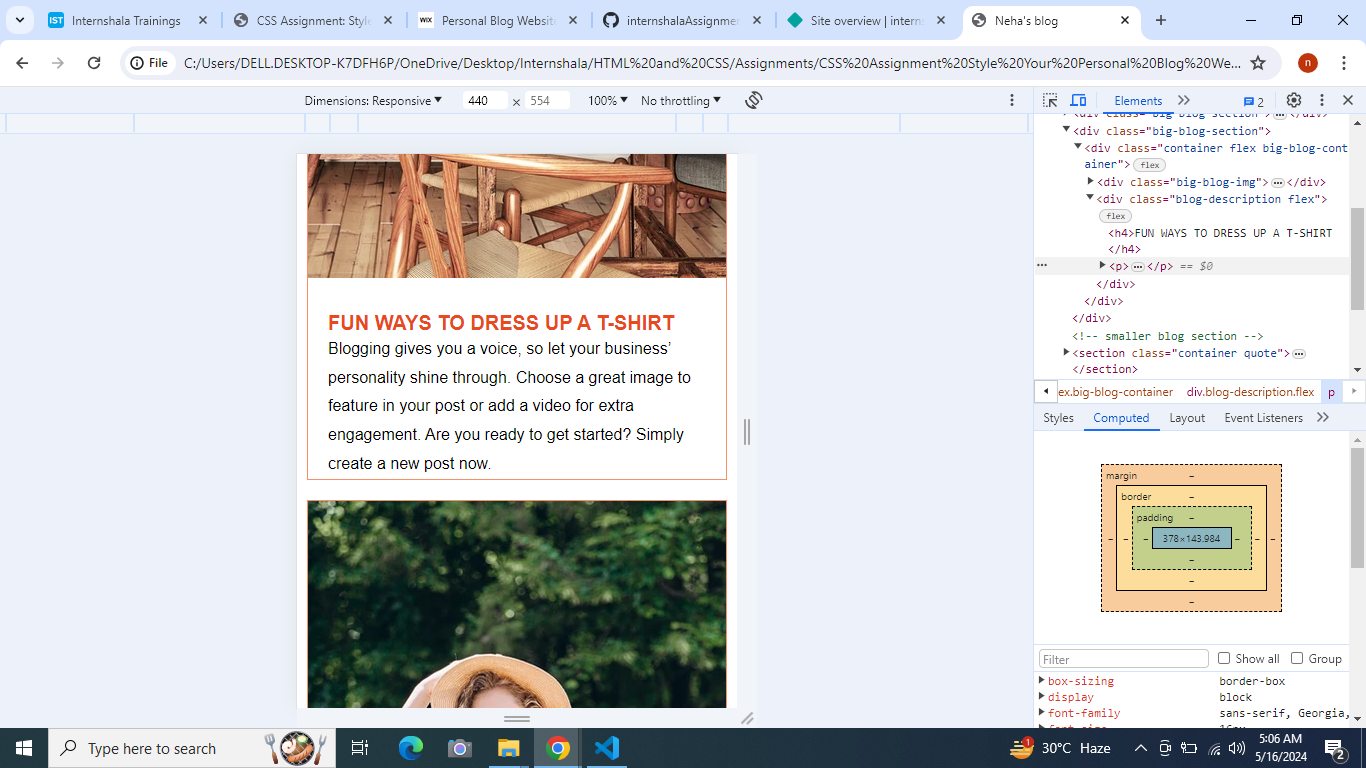 Internshala Trainings
CSS Assignment: Style
Personal Blog Website
internshalaAssignmen
Site overview | interns
Neha's blog
File
C:/Users/DELL.DESKTOP-K7DFH6P/OneDrive/Desktop/Internshala/HTML%20and%20CSS/Assignments/CSS%20Assignment%20Style%20Your%20Personal%20Blog%20We...
n
Dimensions: Responsive
440
×
554
100%
No throttling
Elements
2
<div class="big-blog-section">
<div class="container flex big-blog-cont
ainer">
flex
<div class="big-blog-img"> … </div>
<div class="blog-description flex">
flex
<h4>FUN WAYS TO DRESS UP A T-SHIRT
</h4>
… <p> … </p> == $0
</div>
</div>
</div>
<!-- smaller blog section -->
<section class="container quote"> …
</section>
ex.big-blog-container
div.blog-description.flex
p
Styles
Computed
Layout
Event Listeners
margin
–
border
–
padding
–
– – – 378×143.984 – – –
–
–
–
Filter
Show all
Group
box-sizing
border-box
display
block
font-family
sans-serif, Georgia,
FUN WAYS TO DRESS UP A T-SHIRT
Blogging gives you a voice, so let your business’
personality shine through. Choose a great image to
feature in your post or add a video for extra
engagement. Are you ready to get started? Simply
create a new post now.
Type here to search
1
30°C Haze
5:06 AM
5/16/2024
2